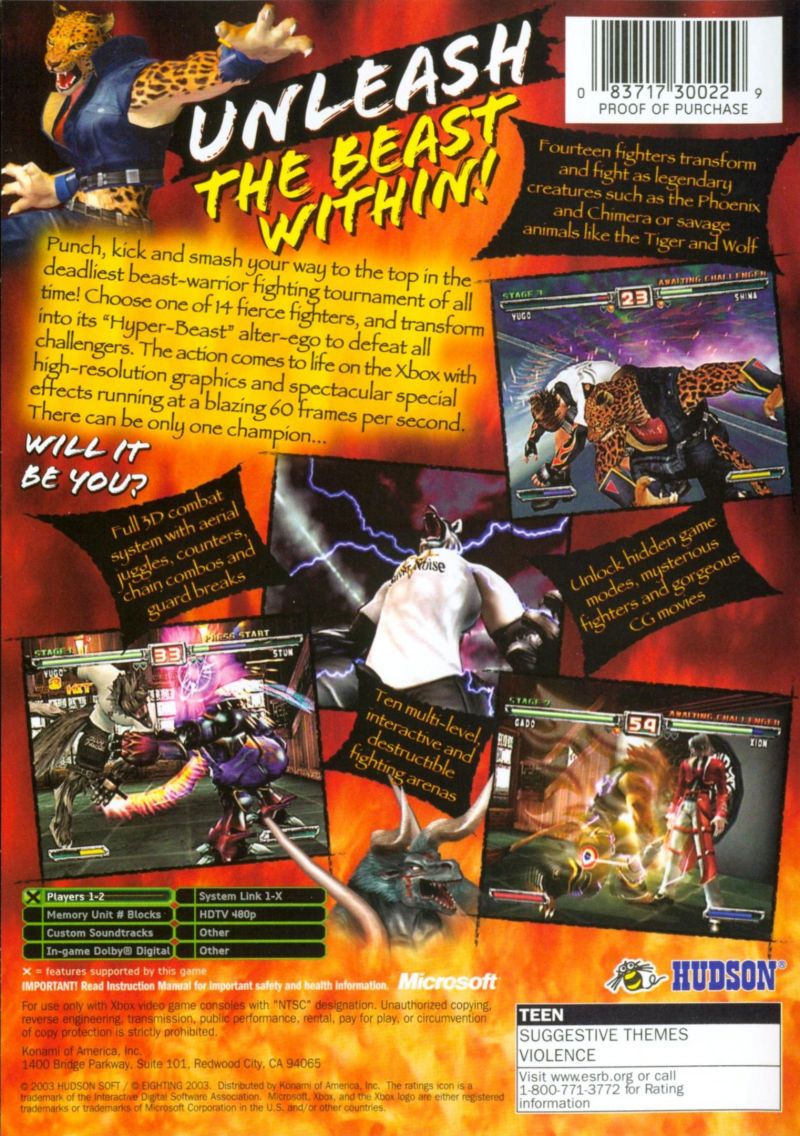 UNLEASH
THE BEAST
WITHIN!
0 83717 30022 9
PROOF OF PURCHASE
Fourteen fighters transform
and fight as legendary
creatures such as the Phoenix
and Chimera or savage
animals like the Tiger and Wolf
Punch, kick and smash your way to the top in the
deadliest beast-warrior fighting tournament of all
time! Choose one of 14 fierce fighters, and transform
into its "Hyper-Beast" alter-ego to defeat all
challengers. The action comes to life on the Xbox with
high-resolution graphics and spectacular special
effects running at a blazing 60 frames per second.
There can be only one champion...
WILL IT
BE YOU?
AWAITING CHALLENGER
23
YUGO
SHINA
Full 3D combat
system with aerial
juggles, counters,
chain combos and
guard breaks
Noise
Unlock hidden game
modes, mysterious
fighters and gorgeous
CG movies
PRESS START
33
YUGO
STUN
3 HIT
Ten multi-level
interactive and
destructible
fighting arenas
STAGE 2
AWAITING CHALLENGER
59
GADO
XION
X Players 1-2
System Link 1-X
Memory Unit # Blocks
HDTV 480p
Custom Soundtracks
Other
In-game Dolby® Digital
Other
X = features supported by this game
IMPORTANT! Read Instruction Manual for important safety and health information.
Microsoft
HUDSON®
For use only with Xbox video game consoles with "NTSC" designation. Unauthorized copying,
reverse engineering, transmission, public performance, rental, pay for play, or circumvention
of copy protection is strictly prohibited.
Konami of America, Inc.
1400 Bridge Parkway, Suite 101, Redwood City, CA 94065
© 2003 HUDSON SOFT / © EIGHTING 2003. Distributed by Konami of America, Inc. The ratings icon is a
trademark of the Interactive Digital Software Association. Microsoft, Xbox, and the Xbox logo are either registered
trademarks or trademarks of Microsoft Corporation in the U.S. and/or other countries.
TEEN
SUGGESTIVE THEMES
VIOLENCE
Visit www.esrb.org or call
1-800-771-3772 for Rating
information